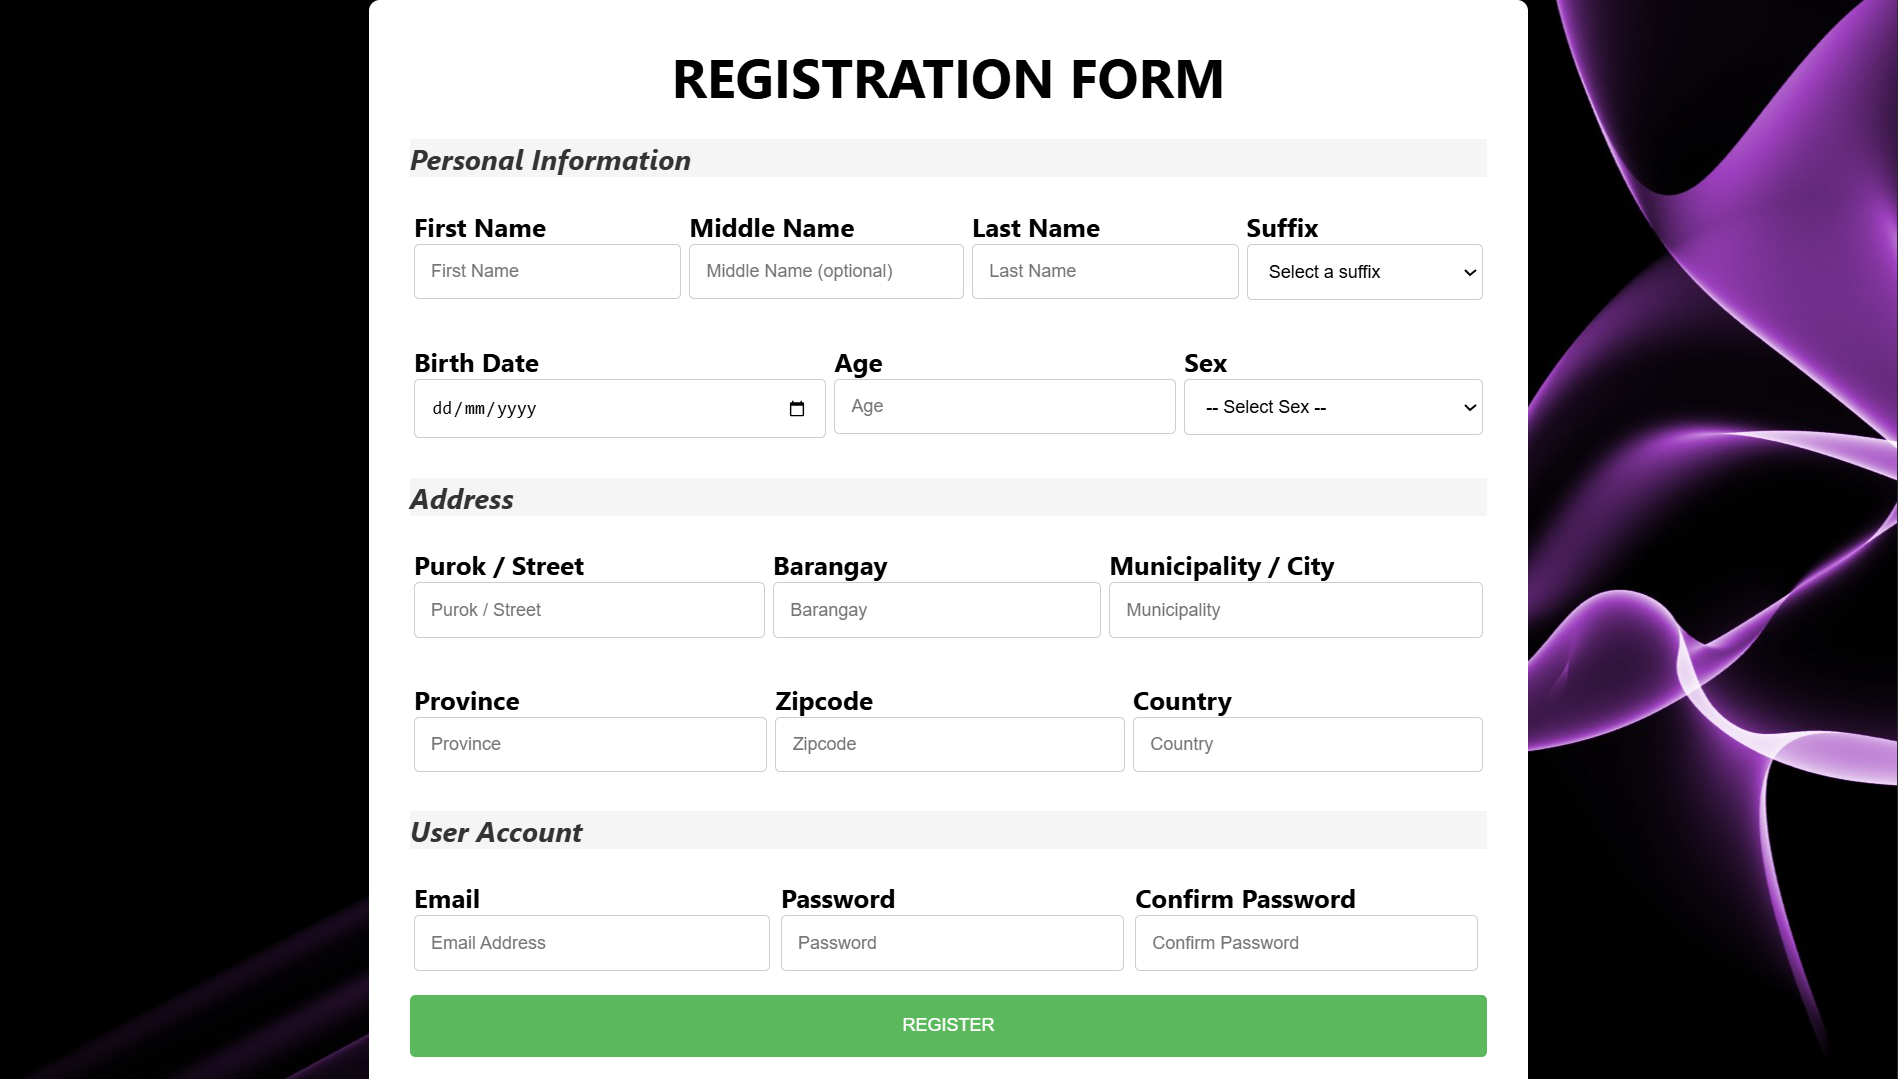 REGISTRATION FORM
Personal Information
First Name Middle Name Last Name Suffix
First Name Middle Name (optional) Last Name Select a suffix
Birth Date Age Sex
dd/mm/yyyy Age -- Select Sex --
Address
Purok / Street Barangay Municipality / City
Purok / Street Barangay Municipality
Province Zipcode Country
Province Zipcode Country
User Account
Email Password Confirm Password
Email Address Password Confirm Password
REGISTER